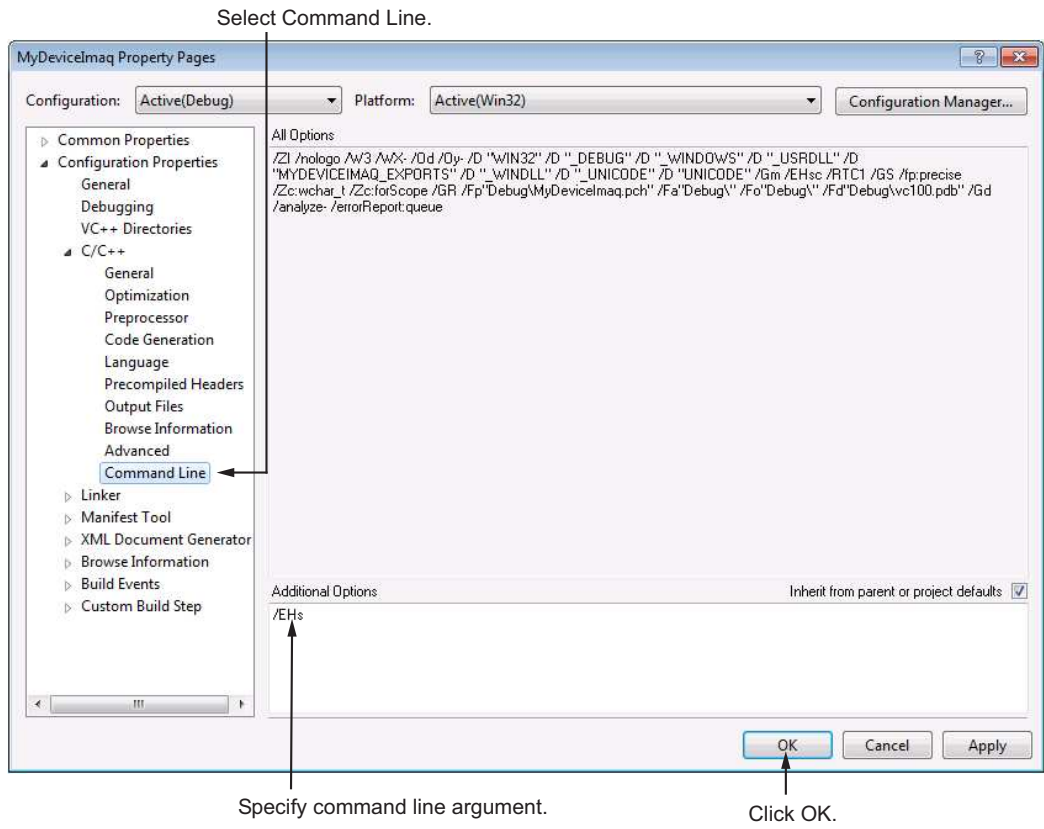 Select Command Line.
MyDeviceImaq Property Pages
Configuration: Active(Debug) Platform: Active(Win32) Configuration Manager...
Common Properties
Configuration Properties
General
Debugging
VC++ Directories
C/C++
General
Optimization
Preprocessor
Code Generation
Language
Precompiled Headers
Output Files
Browse Information
Advanced
Command Line
Linker
Manifest Tool
XML Document Generator
Browse Information
Build Events
Custom Build Step
All Options
/ZI /nologo /W3 /WX- /Od /Oy- /D "WIN32" /D "_DEBUG" /D "_WINDOWS" /D "_USRDLL" /D
"MYDEVICEIMAQ_EXPORTS" /D "_WINDLL" /D "_UNICODE" /D "UNICODE" /Gm /EHsc /RTC1 /GS /fp:precise
/Zc:wchar_t /Zc:forScope /GR /Fp"Debug\MyDeviceImaq.pch" /Fa"Debug\" /Fo"Debug\" /Fd"Debug\vc100.pdb" /Gd
/analyze- /errorReport:queue
Additional Options Inherit from parent or project defaults
/EHs
OK Cancel Apply
Specify command line argument.
Click OK.